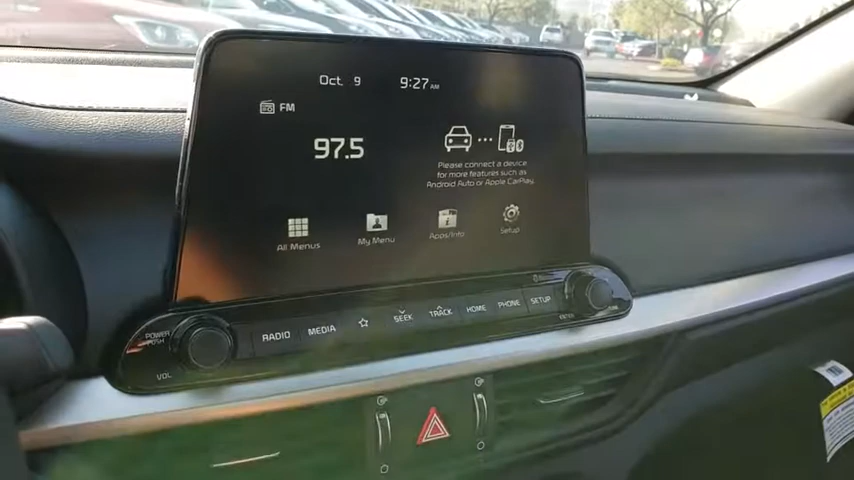 Oct 9 9:27 AM
FM
97.5
Please connect a device
for more features such as
Android Auto or Apple CarPlay.
All Menus
My Menu
Apps/Info
Setup
POWER
PUSH
VOL
RADIO
MEDIA
SEEK
TRACK
HOME
PHONE
SETUP
ENTER